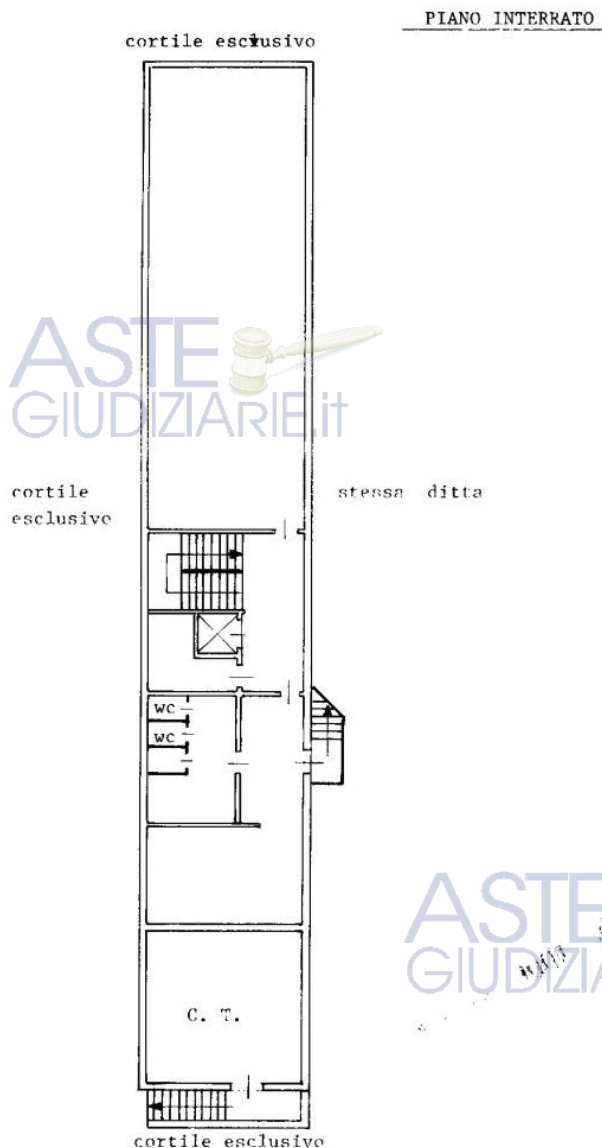 PIANO INTERRATO
cortile esclusivo
ASTE
GIUDIZIARIE.it
cortile
esclusivo
stessa ditta
WC
WC
ASTE
GIUDIZIA
C. T.
cortile esclusivo